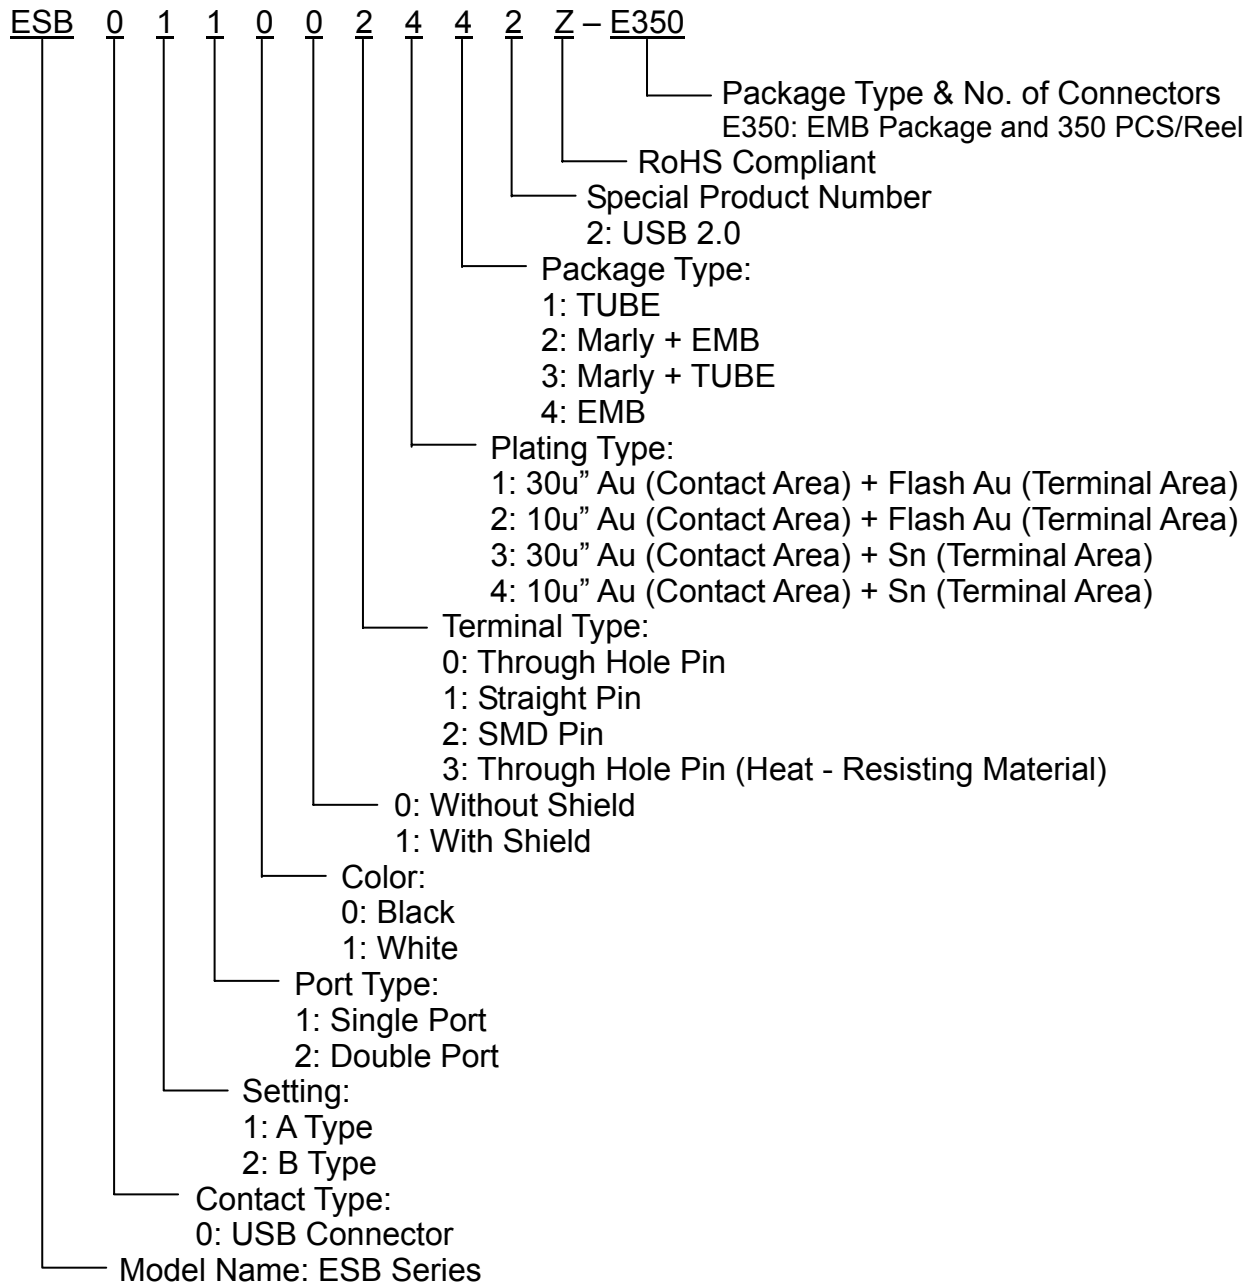 ESB 0 1 1 0 0 2 4 4 2 Z – E350
Package Type & No. of Connectors
E350: EMB Package and 350 PCS/Reel
RoHS Compliant
Special Product Number
2: USB 2.0
Package Type:
1: TUBE
2: Marly + EMB
3: Marly + TUBE
4: EMB
Plating Type:
1: 30u” Au (Contact Area) + Flash Au (Terminal Area)
2: 10u” Au (Contact Area) + Flash Au (Terminal Area)
3: 30u” Au (Contact Area) + Sn (Terminal Area)
4: 10u” Au (Contact Area) + Sn (Terminal Area)
Terminal Type:
0: Through Hole Pin
1: Straight Pin
2: SMD Pin
3: Through Hole Pin (Heat - Resisting Material)
0: Without Shield
1: With Shield
Color:
0: Black
1: White
Port Type:
1: Single Port
2: Double Port
Setting:
1: A Type
2: B Type
Contact Type:
0: USB Connector
Model Name: ESB Series